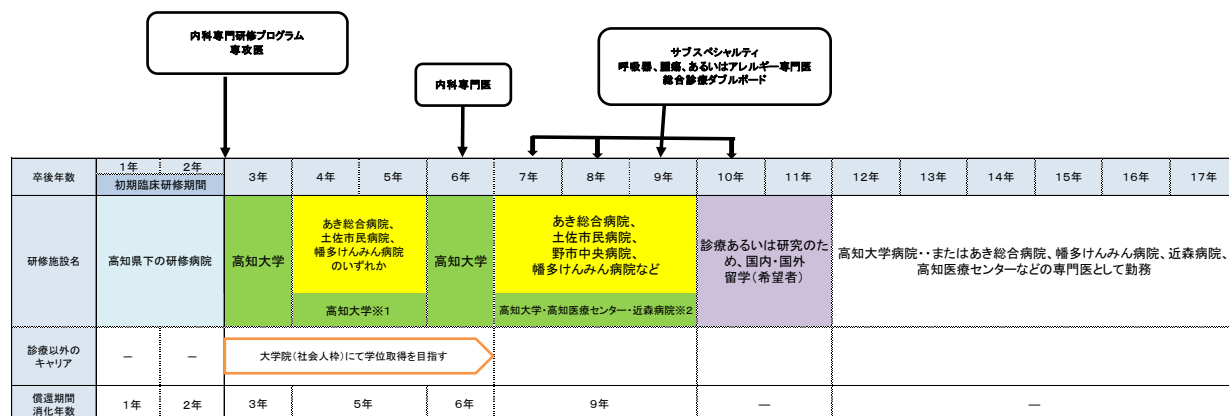 内科専門研修プログラム
専攻医
内科専門医
サブスペシャルティ
呼吸器、腫瘍、あるいはアレルギー専門医
総合診療ダブルボード
卒後年数
1年
2年
初期臨床研修期間
3年
4年
5年
6年
7年
8年
9年
10年
11年
12年
13年
14年
15年
16年
17年
研修施設名
高知県下の研修病院
高知大学
あき総合病院、
土佐市民病院、
幡多けんみん病院
のいずれか
高知大学※1
高知大学
あき総合病院、
土佐市民病院、
野市中央病院、
幡多けんみん病院など
高知大学・高知医療センター・近森病院※2
診療あるいは研究のた
め、国内・国外
留学（希望者）
高知大学病院・・またはあき総合病院、幡多けんみん病院、近森病院、
高知医療センターなどの専門医として勤務
診療以外の
キャリア
－
－
大学院（社会人枠）にて学位取得を目指す
償還期間
消化年数
1年
2年
3年
5年
6年
9年
－
－